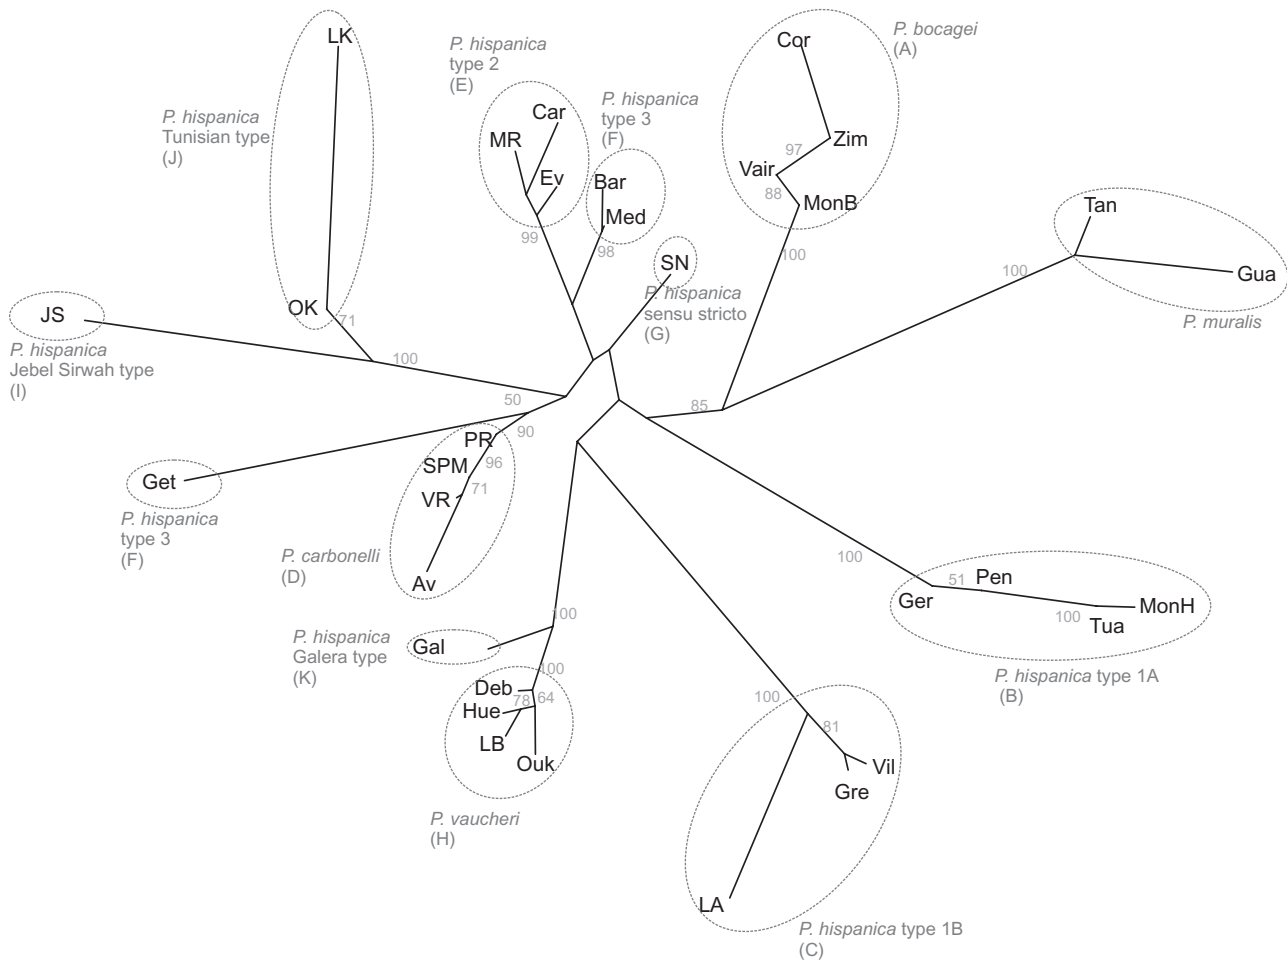 LK
P. hispanica
Tunisian type
(J)
OK
71
JS
P. hispanica
Jebel Sirwah type
(I)
100
50
P. hispanica
type 2
(E)
MR
Car
Ev
99
P. hispanica
type 3
(F)
Bar
Med
98
SN
P. hispanica
sensu stricto
(G)
P. bocagei
(A)
Cor
Zim
97
Vair
88
MonB
100
Tan
Gua
100
P. muralis
85
Get
P. hispanica
type 3
(F)
PR
90
SPM
96
VR
71
Av
P. carbonelli
(D)
100
Ger
51
Pen
100
Tua
MonH
P. hispanica type 1A
(B)
100
Gal
P. hispanica
Galera type
(K)
100
Deb
78
64
Hue
LB
Ouk
P. vaucheri
(H)
100
81
Vil
Gre
LA
P. hispanica type 1B
(C)